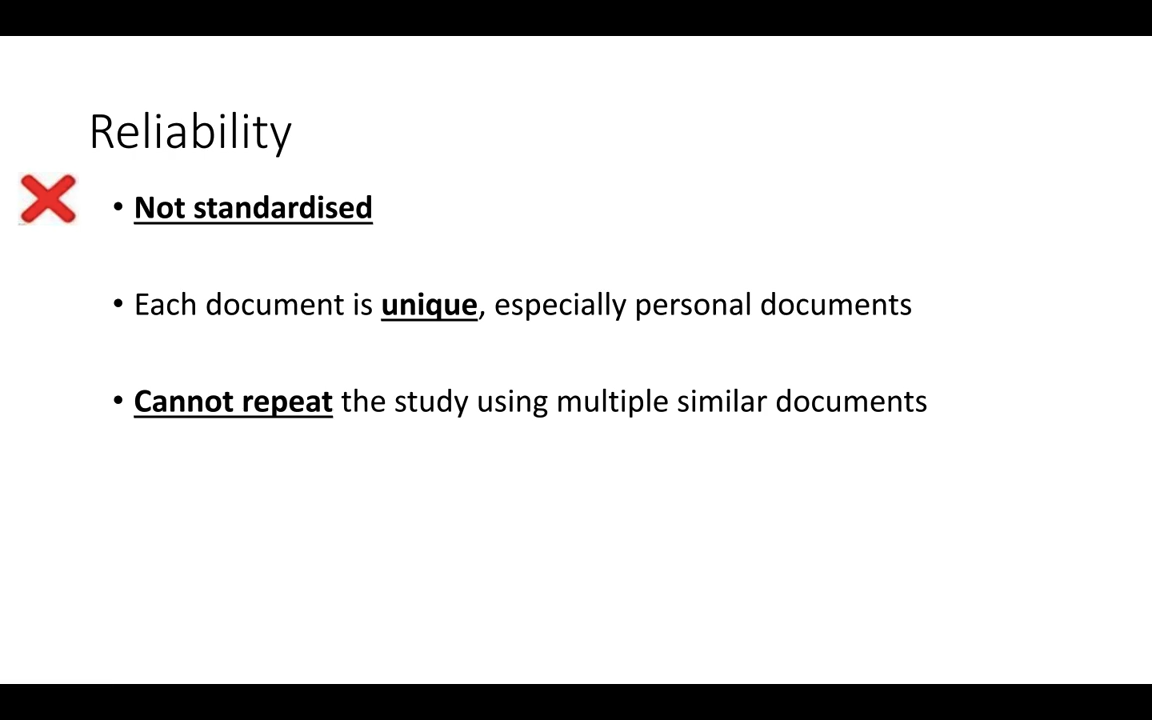 Reliability
• Not standardised
• Each document is unique, especially personal documents
• Cannot repeat the study using multiple similar documents